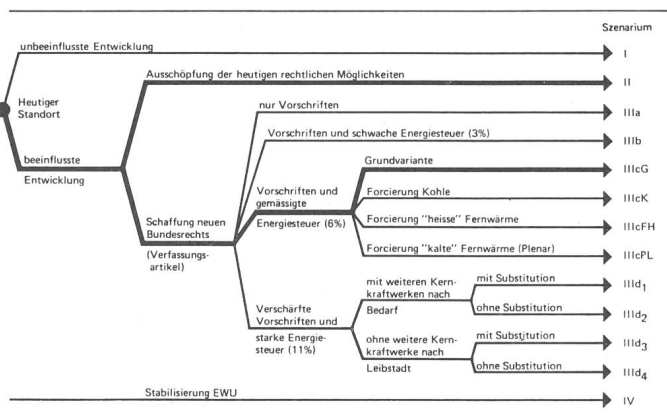 Szenarium
unbeeinflusste Entwicklung
I
Ausschöpfung der heutigen rechtlichen Möglichkeiten
II
Heutiger
Standort
nur Vorschriften
IIIa
Vorschriften und schwache Energiesteuer (3%)
IIIb
beeinflusste
Entwicklung
Grundvariante
IIIcG
Vorschriften und
gemässigte
Energiesteuer (6%)
Forcierung Kohle
IIIcK
Schaffung neuen
Bundesrechts
(Verfassungs-
artikel)
Forcierung "heisse" Fernwärme
IIIcFH
Forcierung "kalte" Fernwärme (Plenar)
IIIcPL
Verschärfte
Vorschriften und
starke Energie-
steuer (11%)
mit weiteren Kern-
kraftwerken nach
Bedarf
mit Substitution
IIId1
ohne Substitution
IIId2
ohne weitere Kern-
kraftwerke nach
Leibstadt
mit Substitution
IIId3
ohne Substitution
IIId4
Stabilisierung EWU
IV